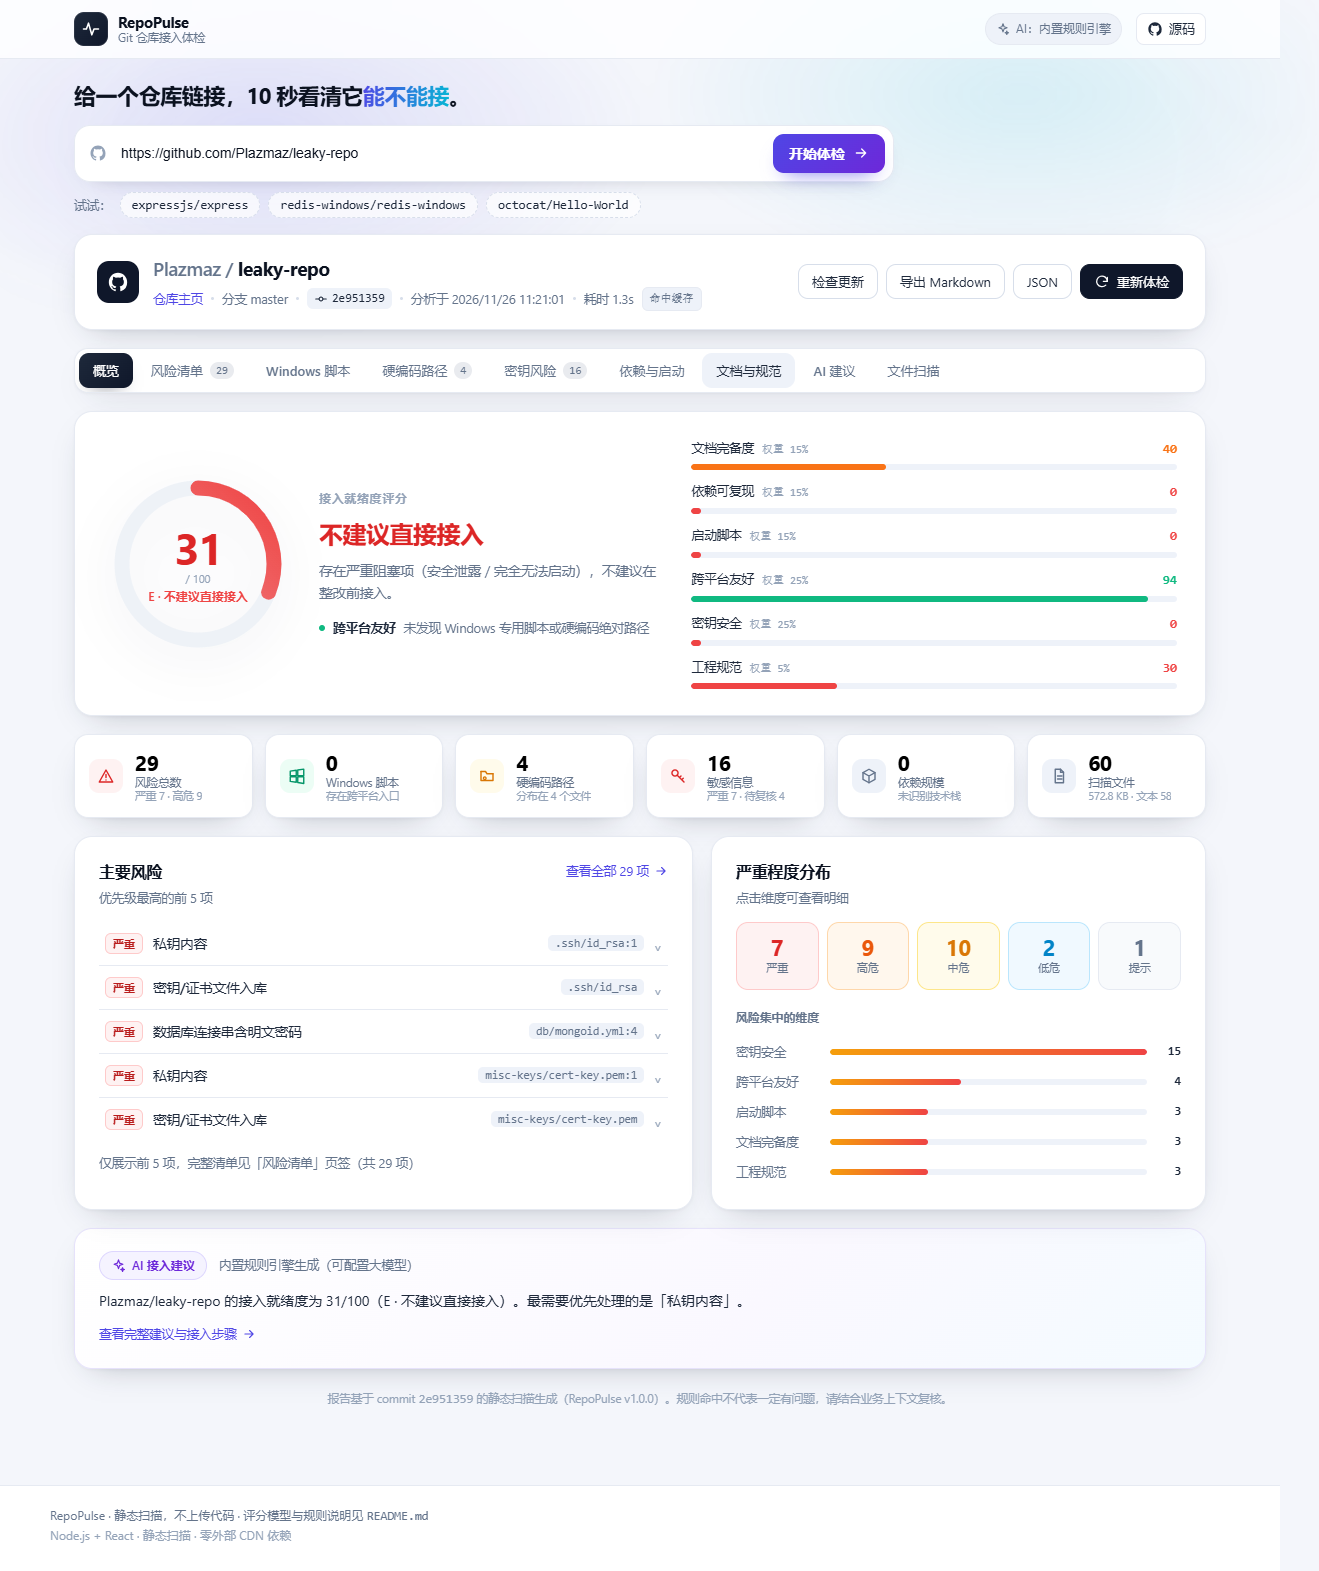 RepoPulse
Git 仓库接入体检
AI：内置规则引擎
源码
给一个仓库链接，10 秒看清它能不能接。
https://github.com/Plazmaz/leaky-repo
开始体检 →
试试：
expressjs/express
redis-windows/redis-windows
octocat/Hello-World
Plazmaz / leaky-repo
仓库主页 · 分支 master · 2e951359 · 分析于 2026/11/26 11:21:01 · 耗时 1.3s 命中缓存
检查更新
导出 Markdown
JSON
重新体检
概览
风险清单 29
Windows 脚本
硬编码路径 4
密钥风险 16
依赖与启动
文档与规范
AI 建议
文件扫描
31
/ 100
E · 不建议直接接入
接入就绪度评分
不建议直接接入
存在严重阻塞项（安全泄露 / 完全无法启动），不建议在
整改前接入。
跨平台友好 未发现 Windows 专用脚本或硬编码绝对路径
文档完备度 权重 15% 40
依赖可复现 权重 15% 0
启动脚本 权重 15% 0
跨平台友好 权重 25% 94
密钥安全 权重 25% 0
工程规范 权重 5% 30
29
风险总数
严重 7 · 高危 9
0
Windows 脚本
存在跨平台入口
4
硬编码路径
分布在 4 个文件
16
敏感信息
严重 7 · 待复核 4
0
依赖规模
未识别技术栈
60
扫描文件
572.8 KB · 文本 58
主要风险
查看全部 29 项 →
优先级最高的前 5 项
严重 私钥内容 .ssh/id_rsa:1
严重 密钥/证书文件入库 .ssh/id_rsa
严重 数据库连接串含明文密码 db/mongoid.yml:4
严重 私钥内容 misc-keys/cert-key.pem:1
严重 密钥/证书文件入库 misc-keys/cert-key.pem
仅展示前 5 项，完整清单见「风险清单」页签（共 29 项）
严重程度分布
点击维度可查看明细
7
严重
9
高危
10
中危
2
低危
1
提示
风险集中的维度
密钥安全 15
跨平台友好 4
启动脚本 3
文档完备度 3
工程规范 3
AI 接入建议
内置规则引擎生成（可配置大模型）
Plazmaz/leaky-repo 的接入就绪度为 31/100（E · 不建议直接接入）。最需要优先处理的是「私钥内容」。
查看完整建议与接入步骤 →
报告基于 commit 2e951359 的静态扫描生成（RepoPulse v1.0.0）。规则命中不代表一定有问题，请结合业务上下文复核。
RepoPulse · 静态扫描，不上传代码 · 评分模型与规则说明见 README.md
Node.js + React · 静态扫描 · 零外部 CDN 依赖